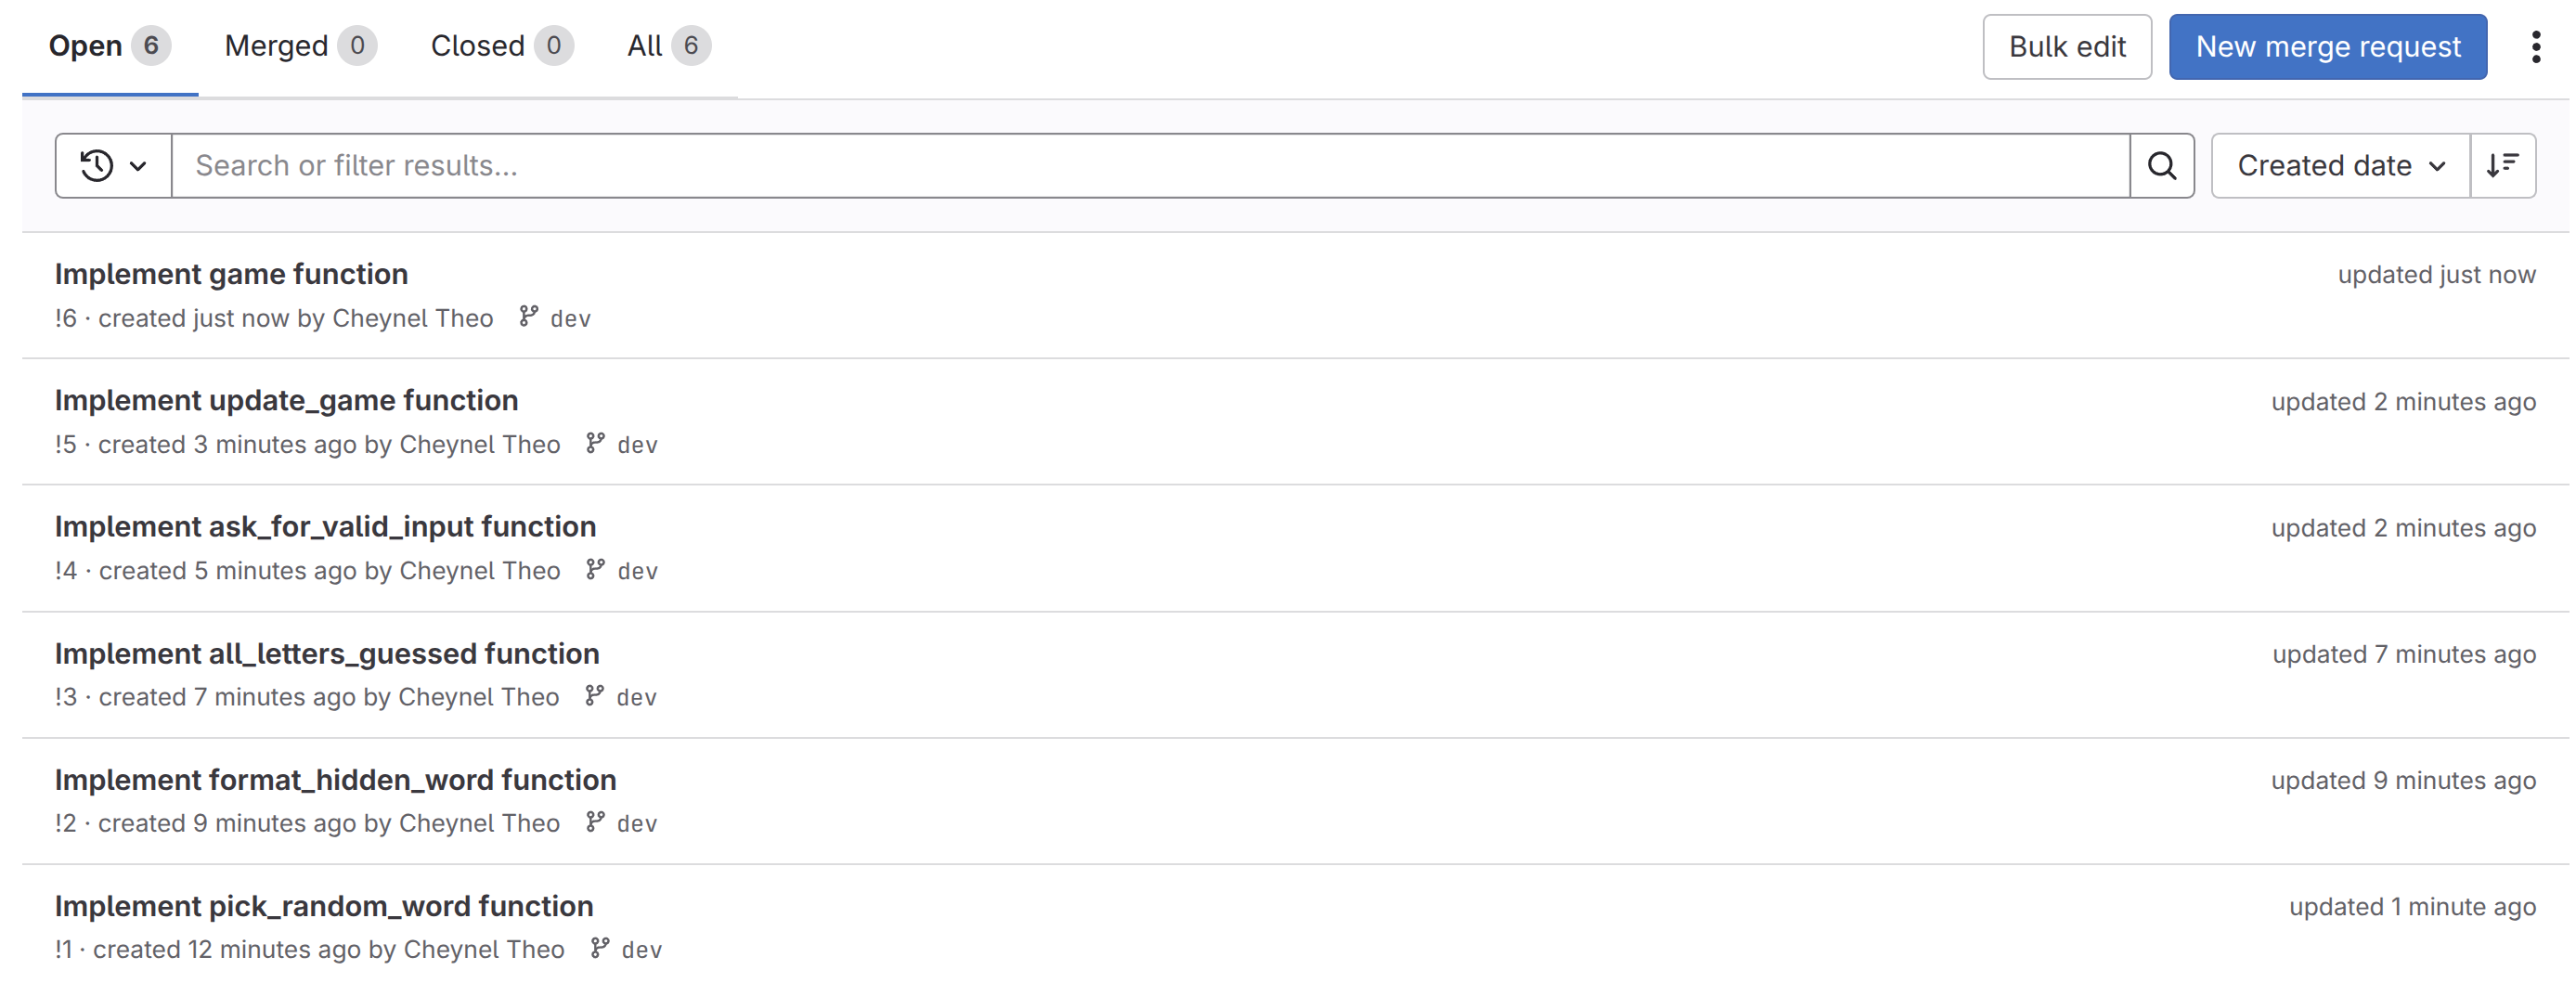 Open 6 Merged 0 Closed 0 All 6 Bulk edit New merge request
Search or filter results... Created date
Implement game function updated just now
!6 · created just now by Cheynel Theo dev
Implement update_game function updated 2 minutes ago
!5 · created 3 minutes ago by Cheynel Theo dev
Implement ask_for_valid_input function updated 2 minutes ago
!4 · created 5 minutes ago by Cheynel Theo dev
Implement all_letters_guessed function updated 7 minutes ago
!3 · created 7 minutes ago by Cheynel Theo dev
Implement format_hidden_word function updated 9 minutes ago
!2 · created 9 minutes ago by Cheynel Theo dev
Implement pick_random_word function updated 1 minute ago
!1 · created 12 minutes ago by Cheynel Theo dev